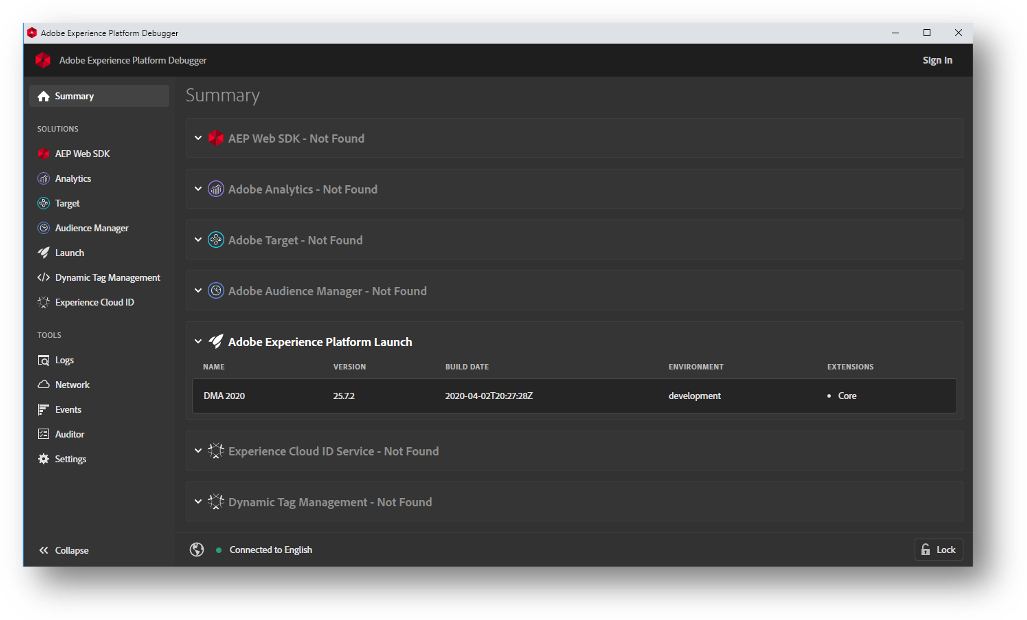 Adobe Experience Platform Debugger
Adobe Experience Platform Debugger
Sign In
Summary
SOLUTIONS
AEP Web SDK
Analytics
Target
Audience Manager
Launch
Dynamic Tag Management
Experience Cloud ID
TOOLS
Logs
Network
Events
Auditor
Settings
Collapse
Summary
AEP Web SDK - Not Found
Adobe Analytics - Not Found
Adobe Target - Not Found
Adobe Audience Manager - Not Found
Adobe Experience Platform Launch
NAME VERSION BUILD DATE ENVIRONMENT EXTENSIONS
DMA 2020 25.7.2 2020-04-02T20:27:28Z development • Core
Experience Cloud ID Service - Not Found
Dynamic Tag Management - Not Found
Connected to English
Lock